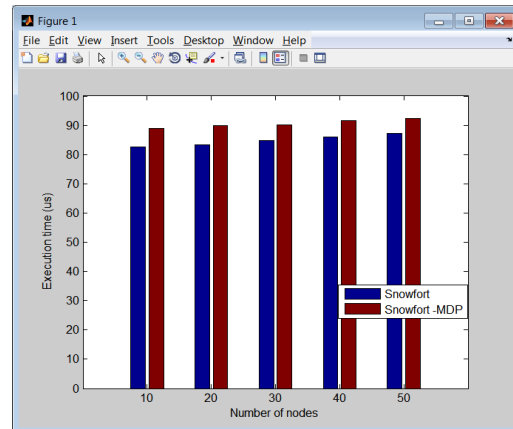 Figure 1
File Edit View Insert Tools Desktop Window Help
100
90
80
70
60
50
40
30
20
10
0
Execution time (us)
Snowfort
Snowfort -MDP
10 20 30 40 50
Number of nodes